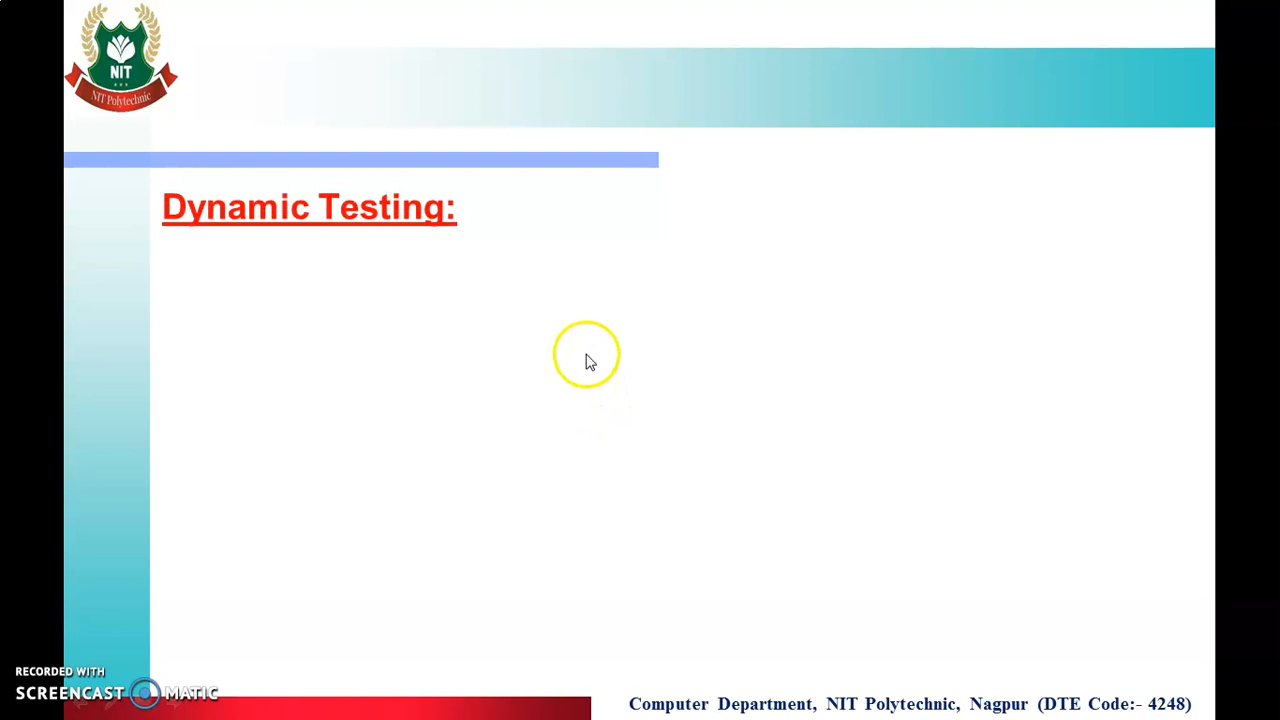 NIT
NIT Polytechnic
Dynamic Testing:
RECORDED WITH
SCREENCAST MATIC
Computer Department, NIT Polytechnic, Nagpur (DTE Code:- 4248)